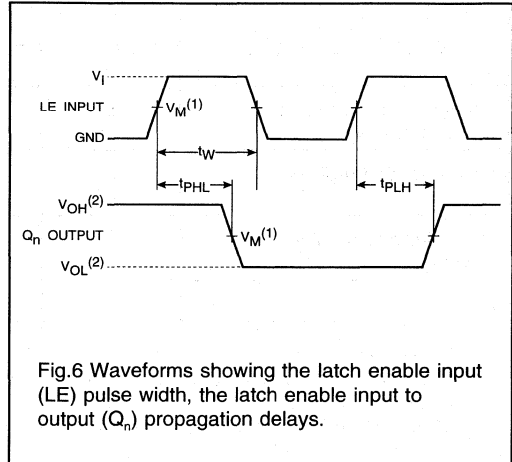 V_I
LE INPUT
V_M(1)
GND
t_W
t_PHL
t_PLH
V_OH(2)
Q_n OUTPUT
V_M(1)
V_OL(2)
Fig.6 Waveforms showing the latch enable input
(LE) pulse width, the latch enable input to
output (Q_n) propagation delays.